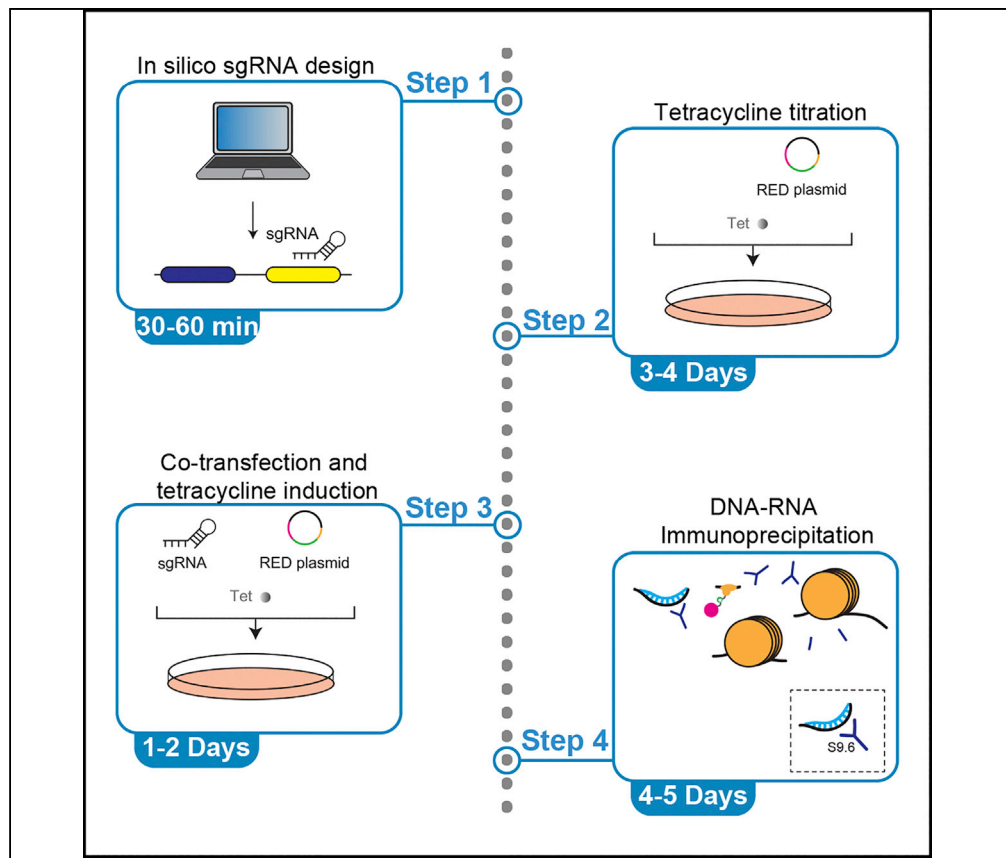 In silico sgRNA design
Step 1
sgRNA
30-60 min
Tetracycline titration
RED plasmid
Tet
Step 2
3-4 Days
Co-transfection and
tetracycline induction
Step 3
sgRNA
RED plasmid
Tet
1-2 Days
DNA-RNA
Immunoprecipitation
S9.6
Step 4
4-5 Days